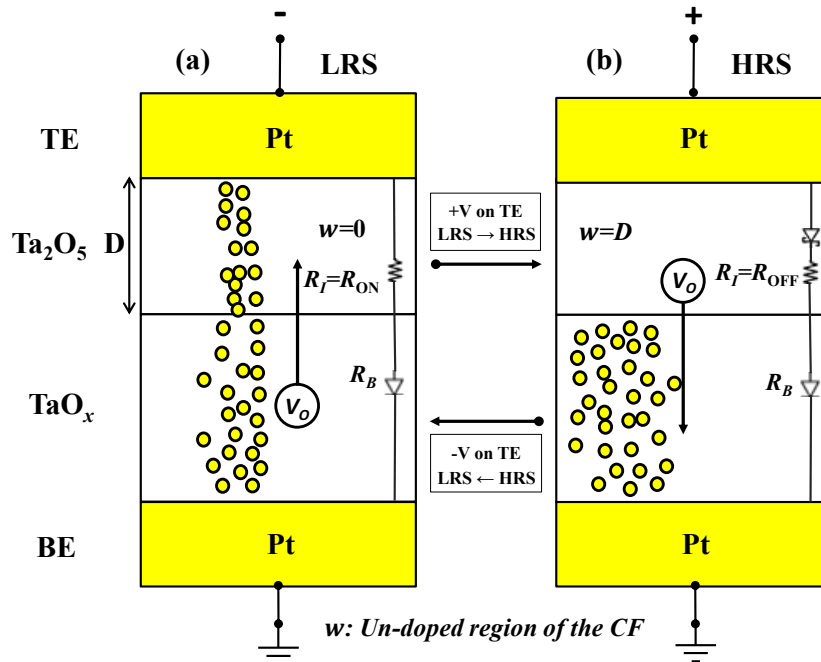 -
+
(a)
LRS
(b)
HRS
TE
Pt
Pt
Ta2O5
D
w=0
RI=RON
+V on TE
LRS → HRS
w=D
VO
RI=ROFF
TaOx
RB
VO
-V on TE
LRS ← HRS
RB
BE
Pt
Pt
w: Un-doped region of the CF